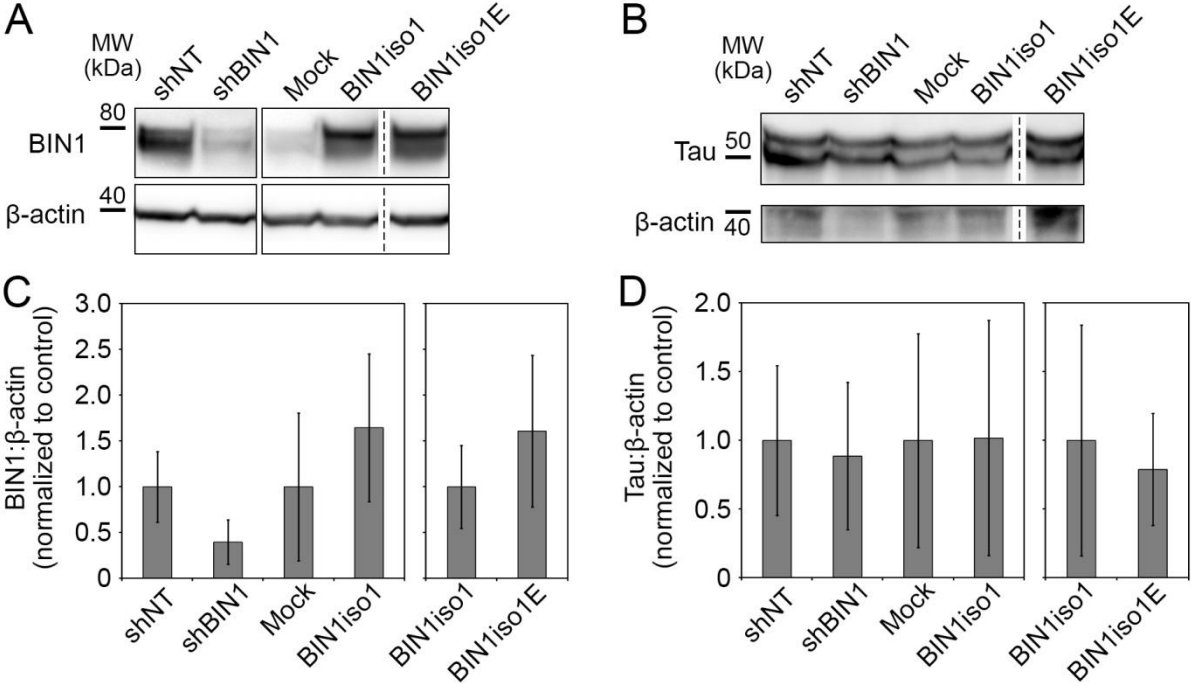 A
MW
(kDa)
shNT
shBIN1
Mock
BIN1iso1
BIN1iso1E
BIN1
80
β-actin
40
B
MW
(kDa)
shNT
shBIN1
Mock
BIN1iso1
BIN1iso1E
Tau
50
β-actin
40
C
BIN1:β-actin
(normalized to control)
3.0
2.5
2.0
1.5
1.0
0.5
0
shNT
shBIN1
Mock
BIN1iso1
BIN1iso1
BIN1iso1E
D
Tau:β-actin
(normalized to control)
2.0
1.5
1.0
0.5
0
shNT
shBIN1
Mock
BIN1iso1
BIN1iso1
BIN1iso1E